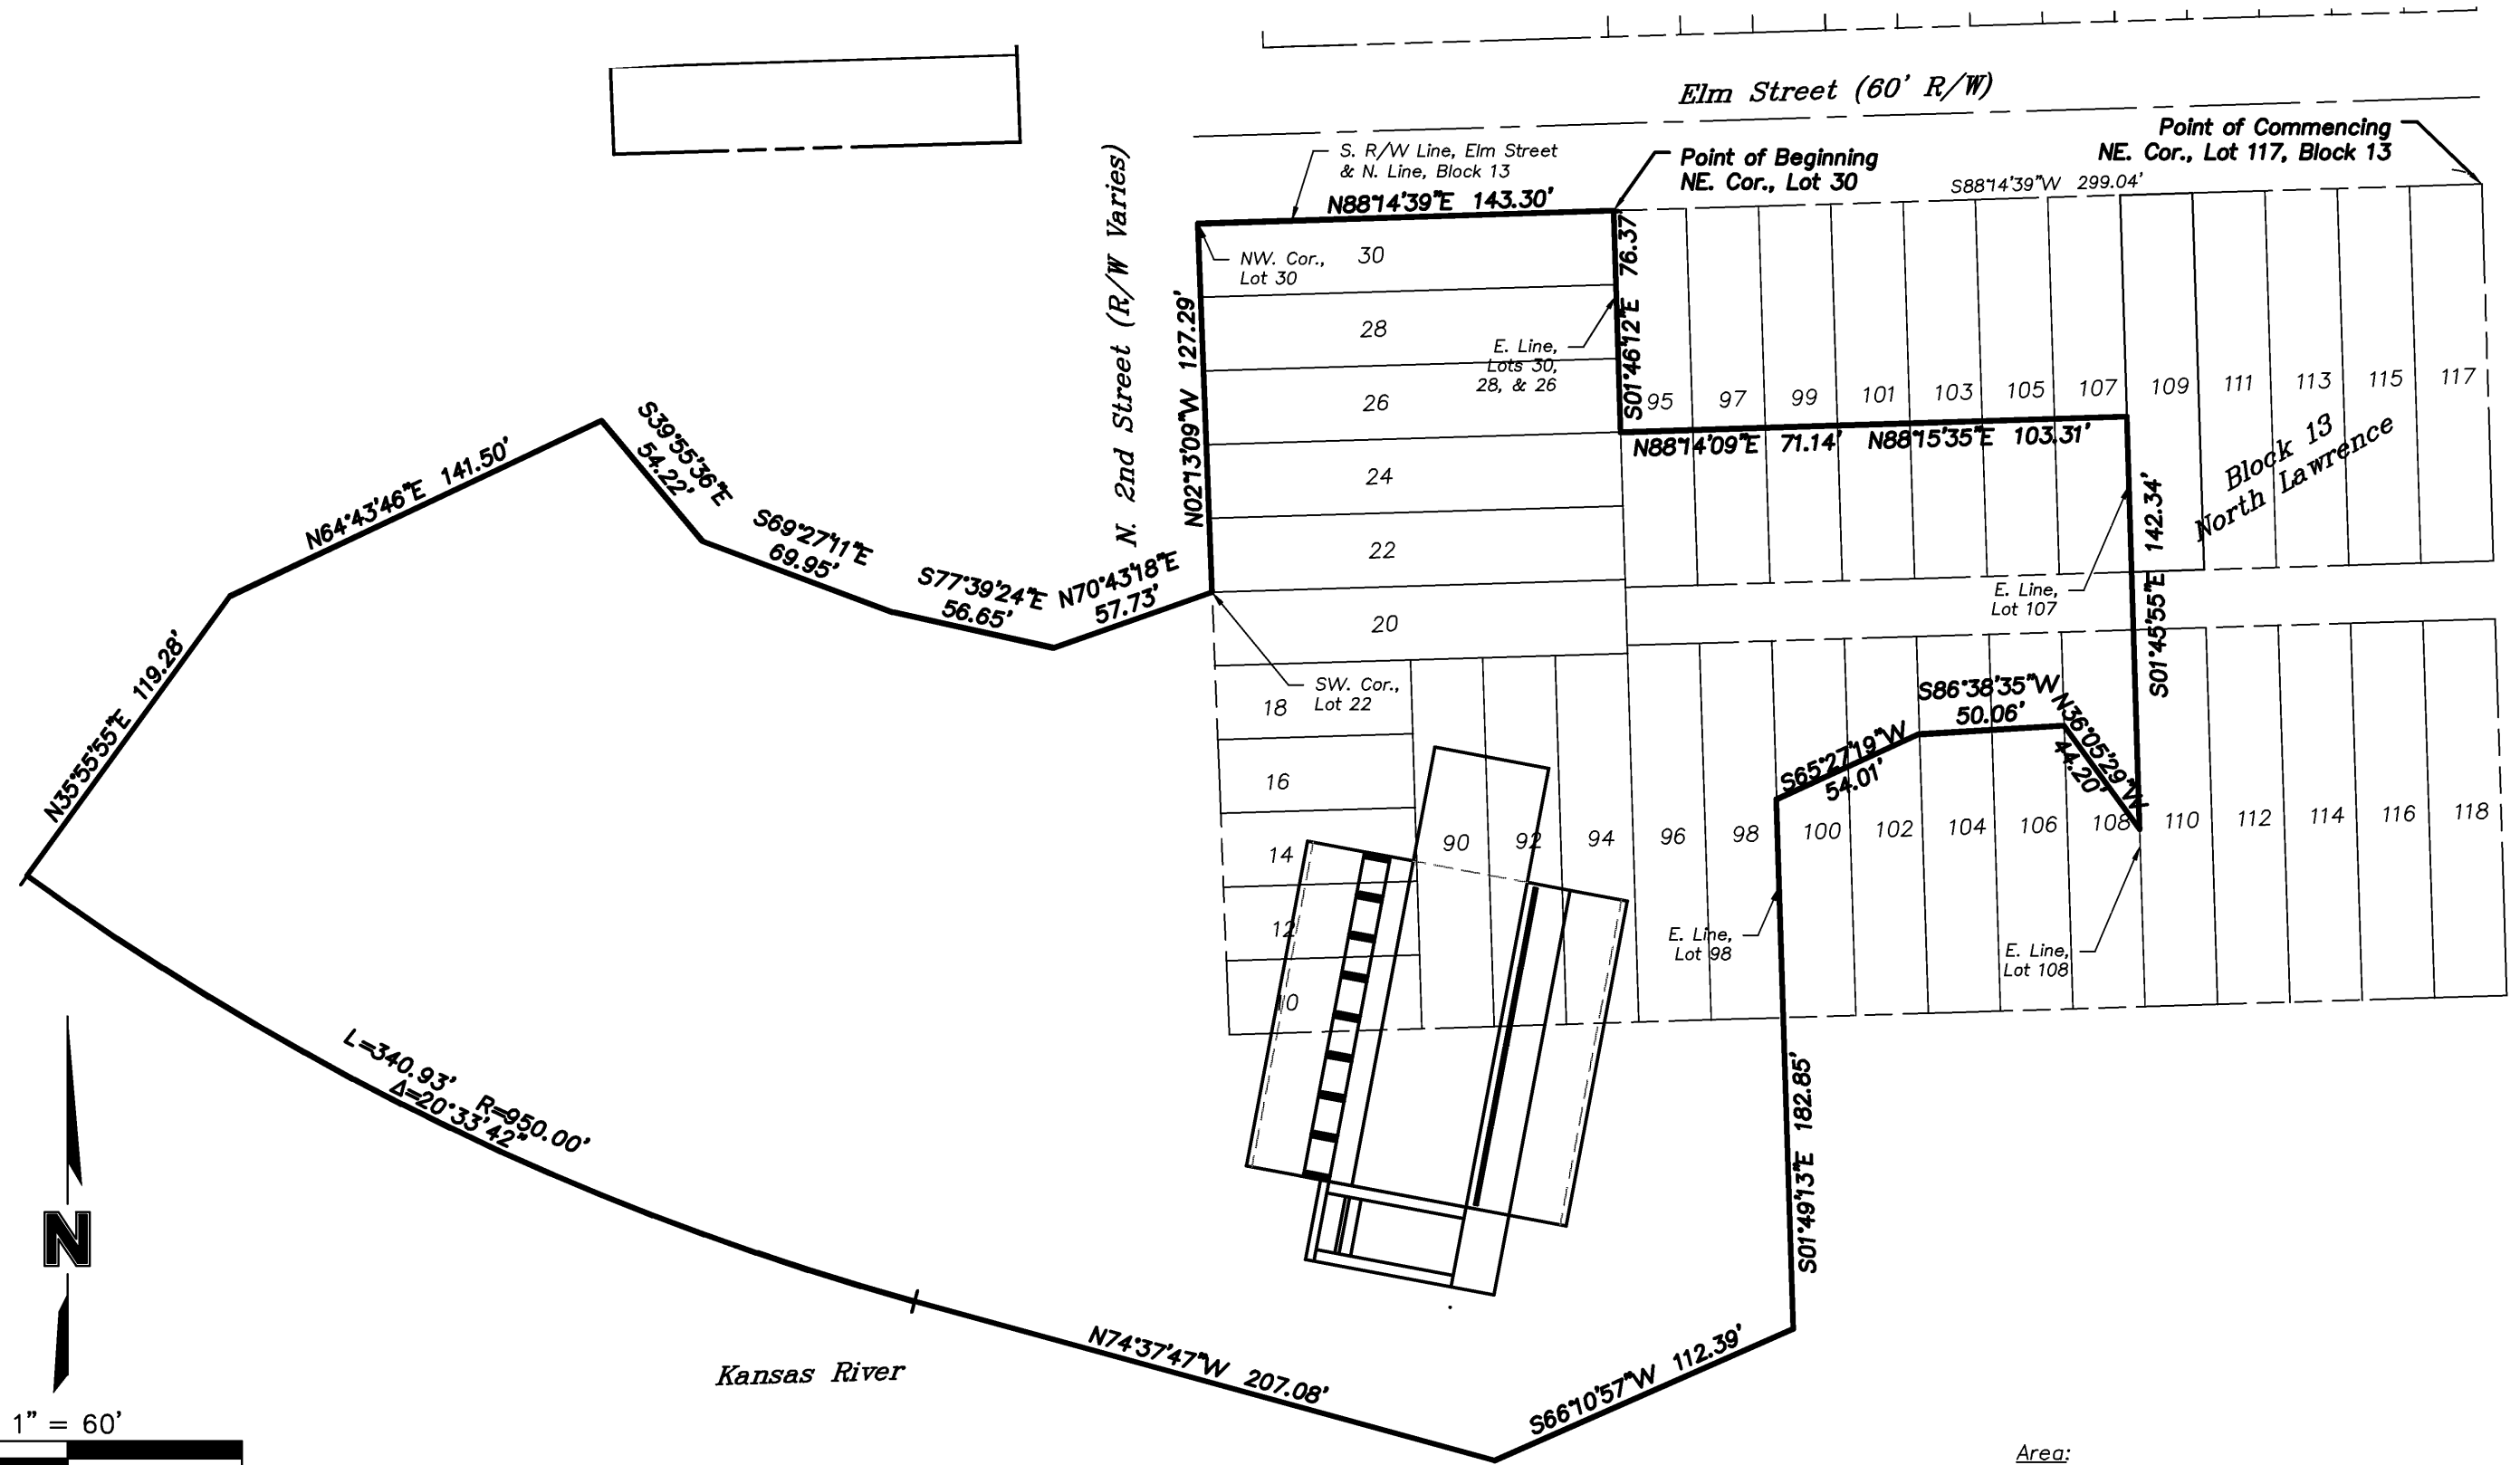 Elm Street (60' R/W)
Point of Commencing
NE. Cor., Lot 117, Block 13
S. R/W Line, Elm Street
& N. Line, Block 13
Point of Beginning
NE. Cor., Lot 30
S88°14'39"W 299.04'
N88°14'39"E 143.30'
N. 2nd Street (R/W Varies)
NW. Cor.,
Lot 30
30
28
26
24
22
20
S01°46'12"E 76.37'
N02°13'09"W 127.29'
E. Line,
Lots 30,
28, & 26
95
97
99
101
103
105
107
109
111
113
115
117
N88°14'09"E 71.14'
N88°15'35"E 103.31'
Block 13
North Lawrence
S01°45'55"E 142.34'
E. Line,
Lot 107
N64°43'46"E 141.50'
S39°55'36"E
54.22'
S69°27'11"E
69.95'
S77°39'24"E
56.65'
N70°43'18"E
57.73'
N35°55'55"E 119.28'
SW. Cor.,
Lot 22
18
16
14
12
10
S86°38'35"W
50.06'
S65°27'19"W
54.01'
N36°05'29"W
44.20'
90
92
94
96
98
100
102
104
106
108
110
112
114
116
118
E. Line,
Lot 98
E. Line,
Lot 108
S01°49'13"E 182.85'
L=340.93' R=950.00'
Δ=20°33'42"
N
N74°37'47"W 207.08'
S66°10'57"W 112.39'
Kansas River
1" = 60'
Area: